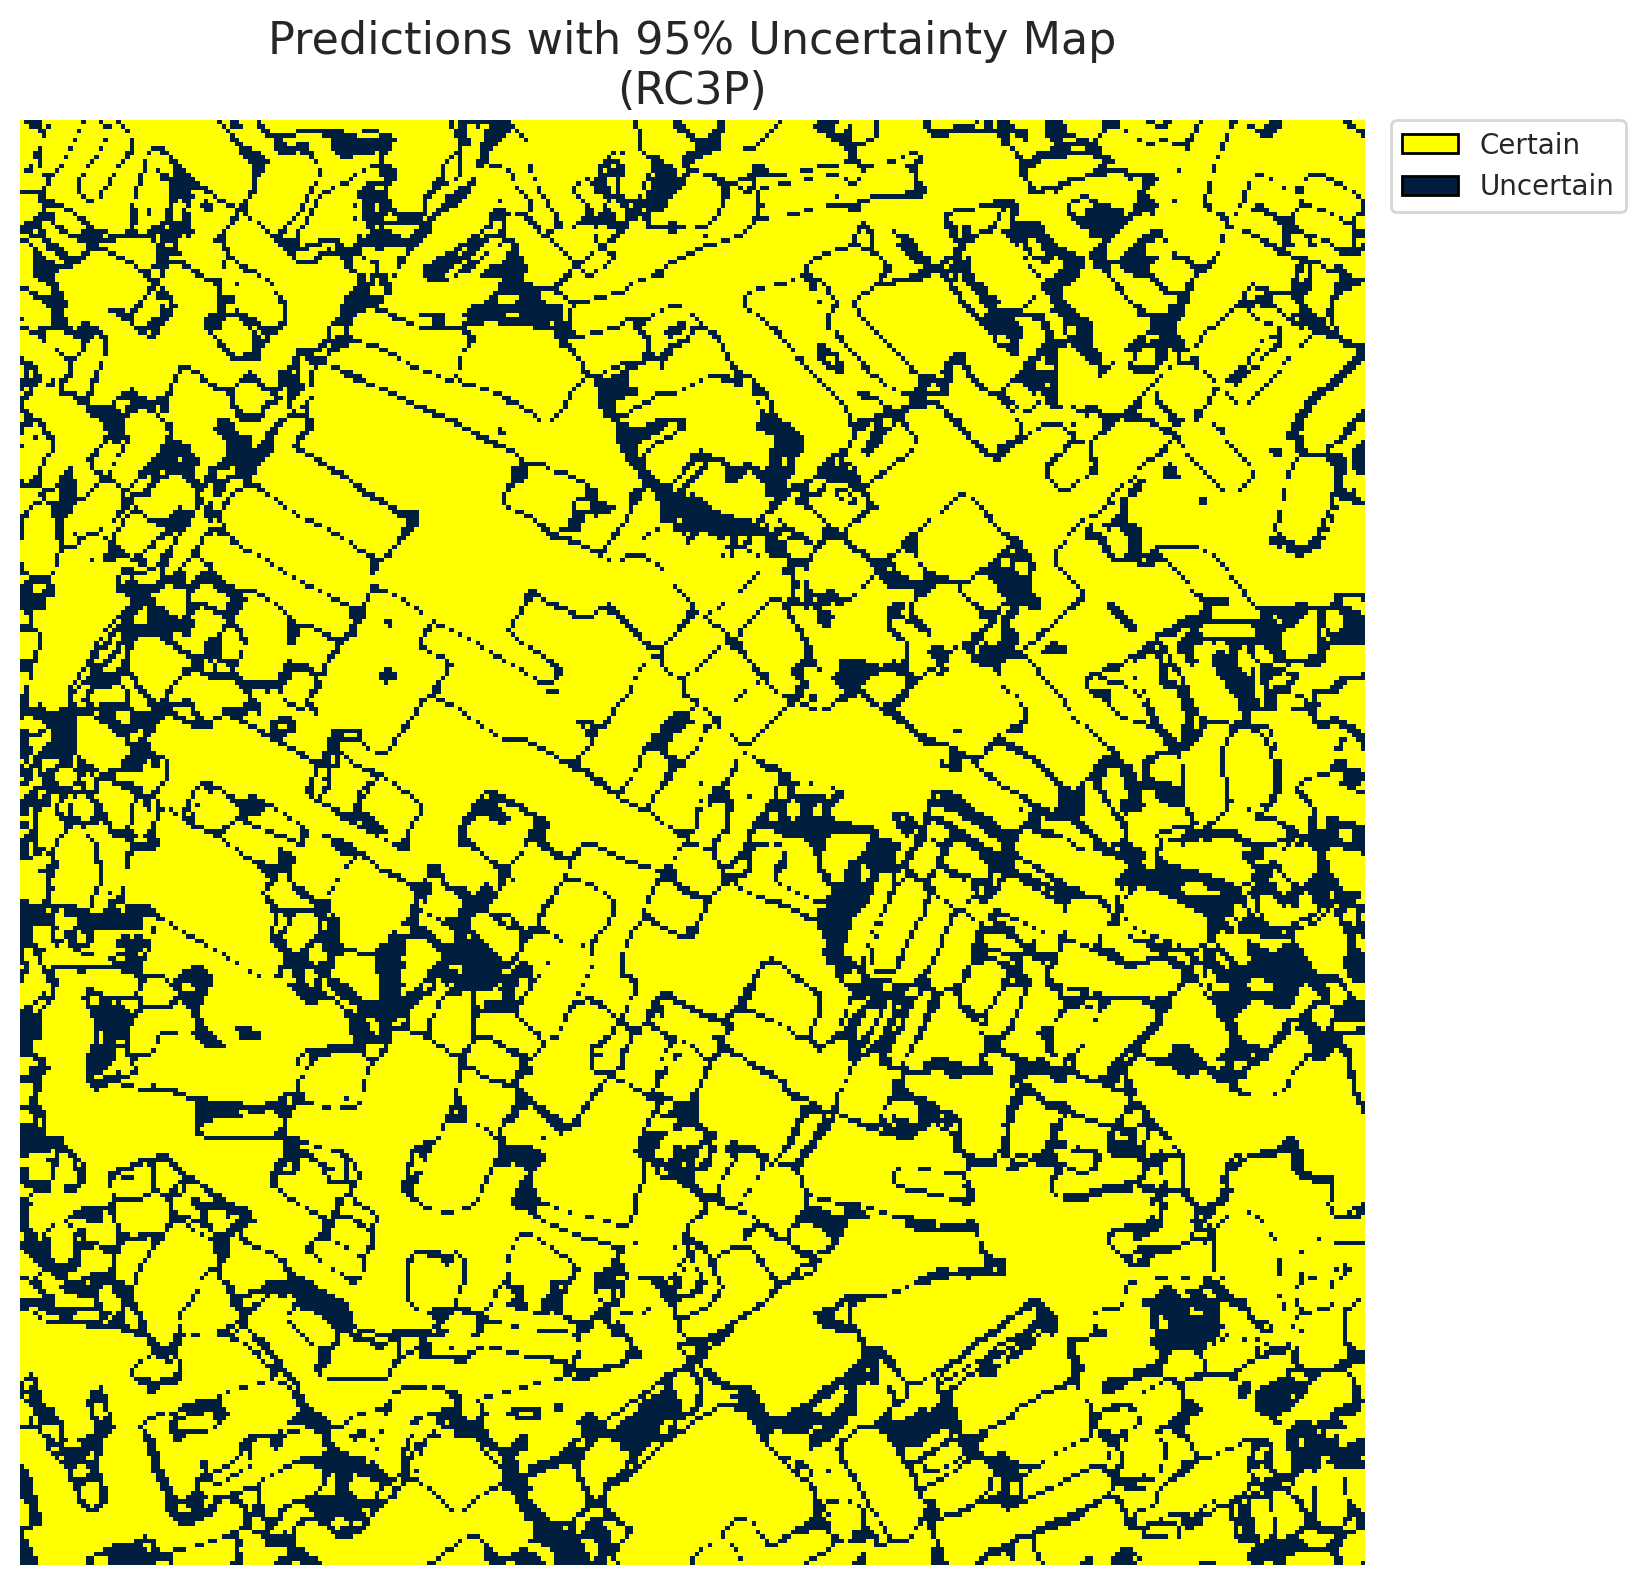 Predictions with 95% Uncertainty Map
(RC3P)
Certain
Uncertain